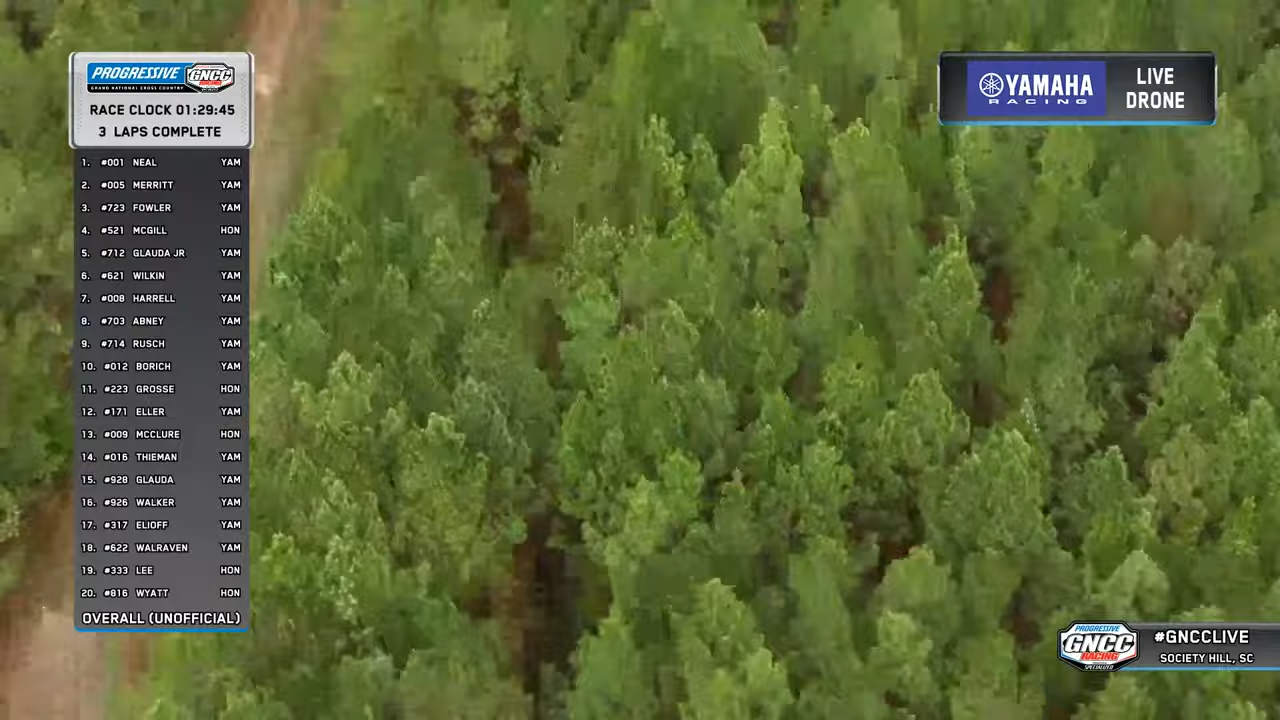 PROGRESSIVE GNCC RACING
GRAND NATIONAL CROSS COUNTRY
RACE CLOCK 01:29:45
3 LAPS COMPLETE
1. #001 NEAL YAM
2. #005 MERRITT YAM
3. #723 FOWLER YAM
4. #521 MCGILL HON
5. #712 GLAUDA JR YAM
6. #621 WILKIN YAM
7. #008 HARRELL YAM
8. #703 ABNEY YAM
9. #714 RUSCH YAM
10. #012 BORICH YAM
11. #223 GROSSE HON
12. #171 ELLER YAM
13. #009 MCCLURE HON
14. #016 THIEMAN YAM
15. #928 GLAUDA YAM
16. #926 WALKER YAM
17. #317 ELIOFF YAM
18. #622 WALRAVEN YAM
19. #333 LEE HON
20. #816 WYATT HON
OVERALL (UNOFFICIAL)
YAMAHA
RACING
LIVE
DRONE
PROGRESSIVE
GNCC
RACING
SPECIALIZED
#GNCCLIVE
SOCIETY HILL, SC